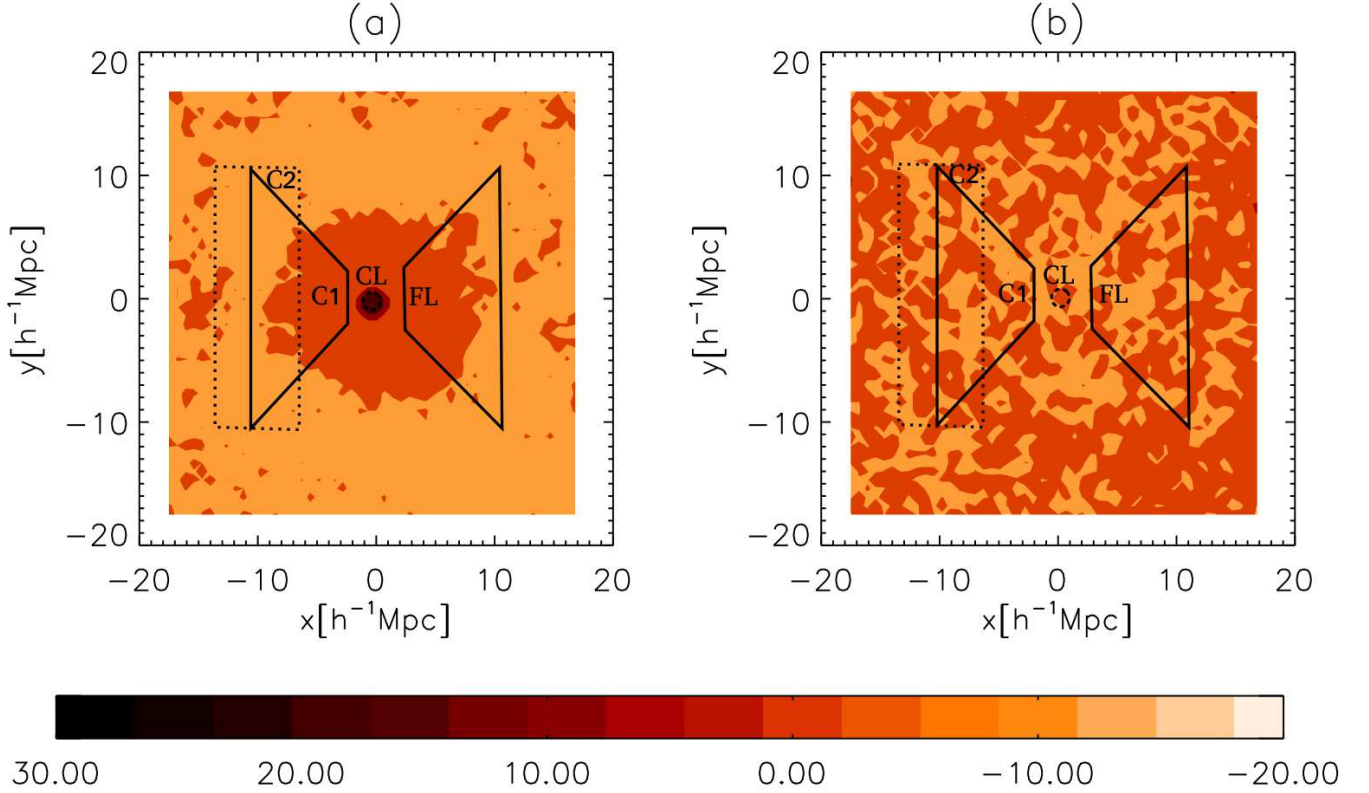 (a) (b)
20 20
10 10
0 0
−10 −10
−20 −20
y[h⁻¹Mpc] y[h⁻¹Mpc]
C2 C2
CL CL
C1 FL C1 FL
−20 −10 0 10 20 −20 −10 0 10 20
x[h⁻¹Mpc] x[h⁻¹Mpc]
30.00 20.00 10.00 0.00 −10.00 −20.00